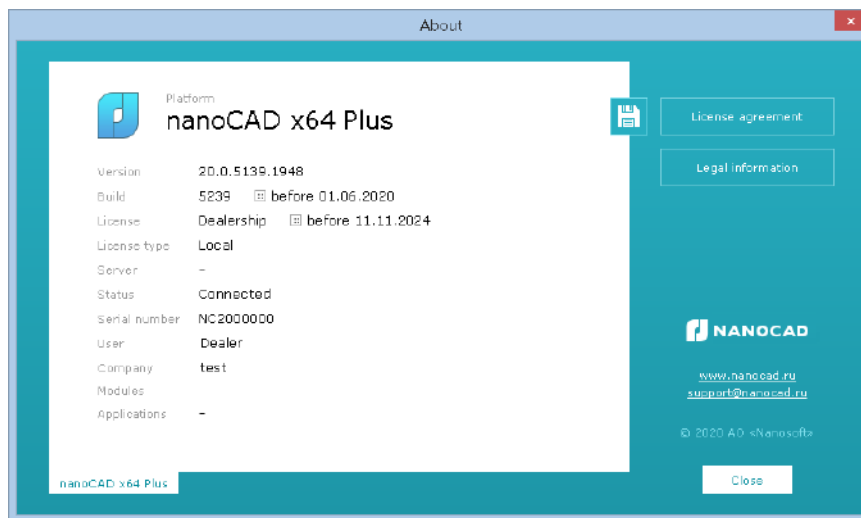 About
Platform
nanoCAD x64 Plus
Version 20.0.5139.1948
Build 5239 before 01.06.2020
License Dealership before 11.11.2024
License type Local
Server –
Status Connected
Serial number NC2000000
User Dealer
Company test
Modules
Applications –
nanoCAD x64 Plus
License agreement
Legal information
NANOCAD
www.nanocad.ru
support@nanocad.ru
© 2020 AO «Nanosoft»
Close